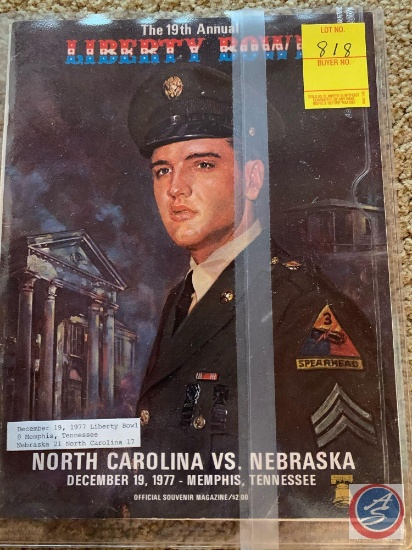 The 19th Annual
LIBERTY BOWL
LOT NO.
818
BUYER NO.
3
SPEARHEAD
December 19, 1977 Liberty Bowl
@ Memphis, Tennessee
Nebraska 21 North Carolina 17
NORTH CAROLINA VS. NEBRASKA
DECEMBER 19, 1977 - MEMPHIS, TENNESSEE
OFFICIAL SOUVENIR MAGAZINE/$2.00
AS